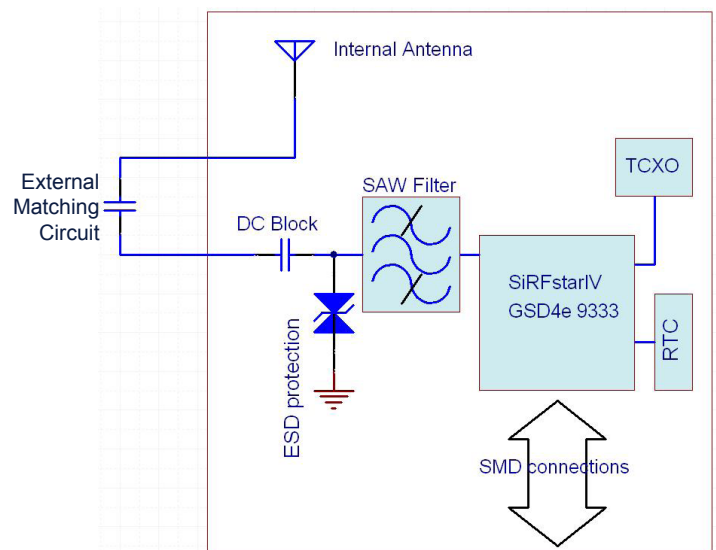 Internal Antenna
External
Matching
Circuit
DC Block
SAW Filter
TCXO
SiRFstarIV
GSD4e 9333
RTC
ESD protection
SMD connections